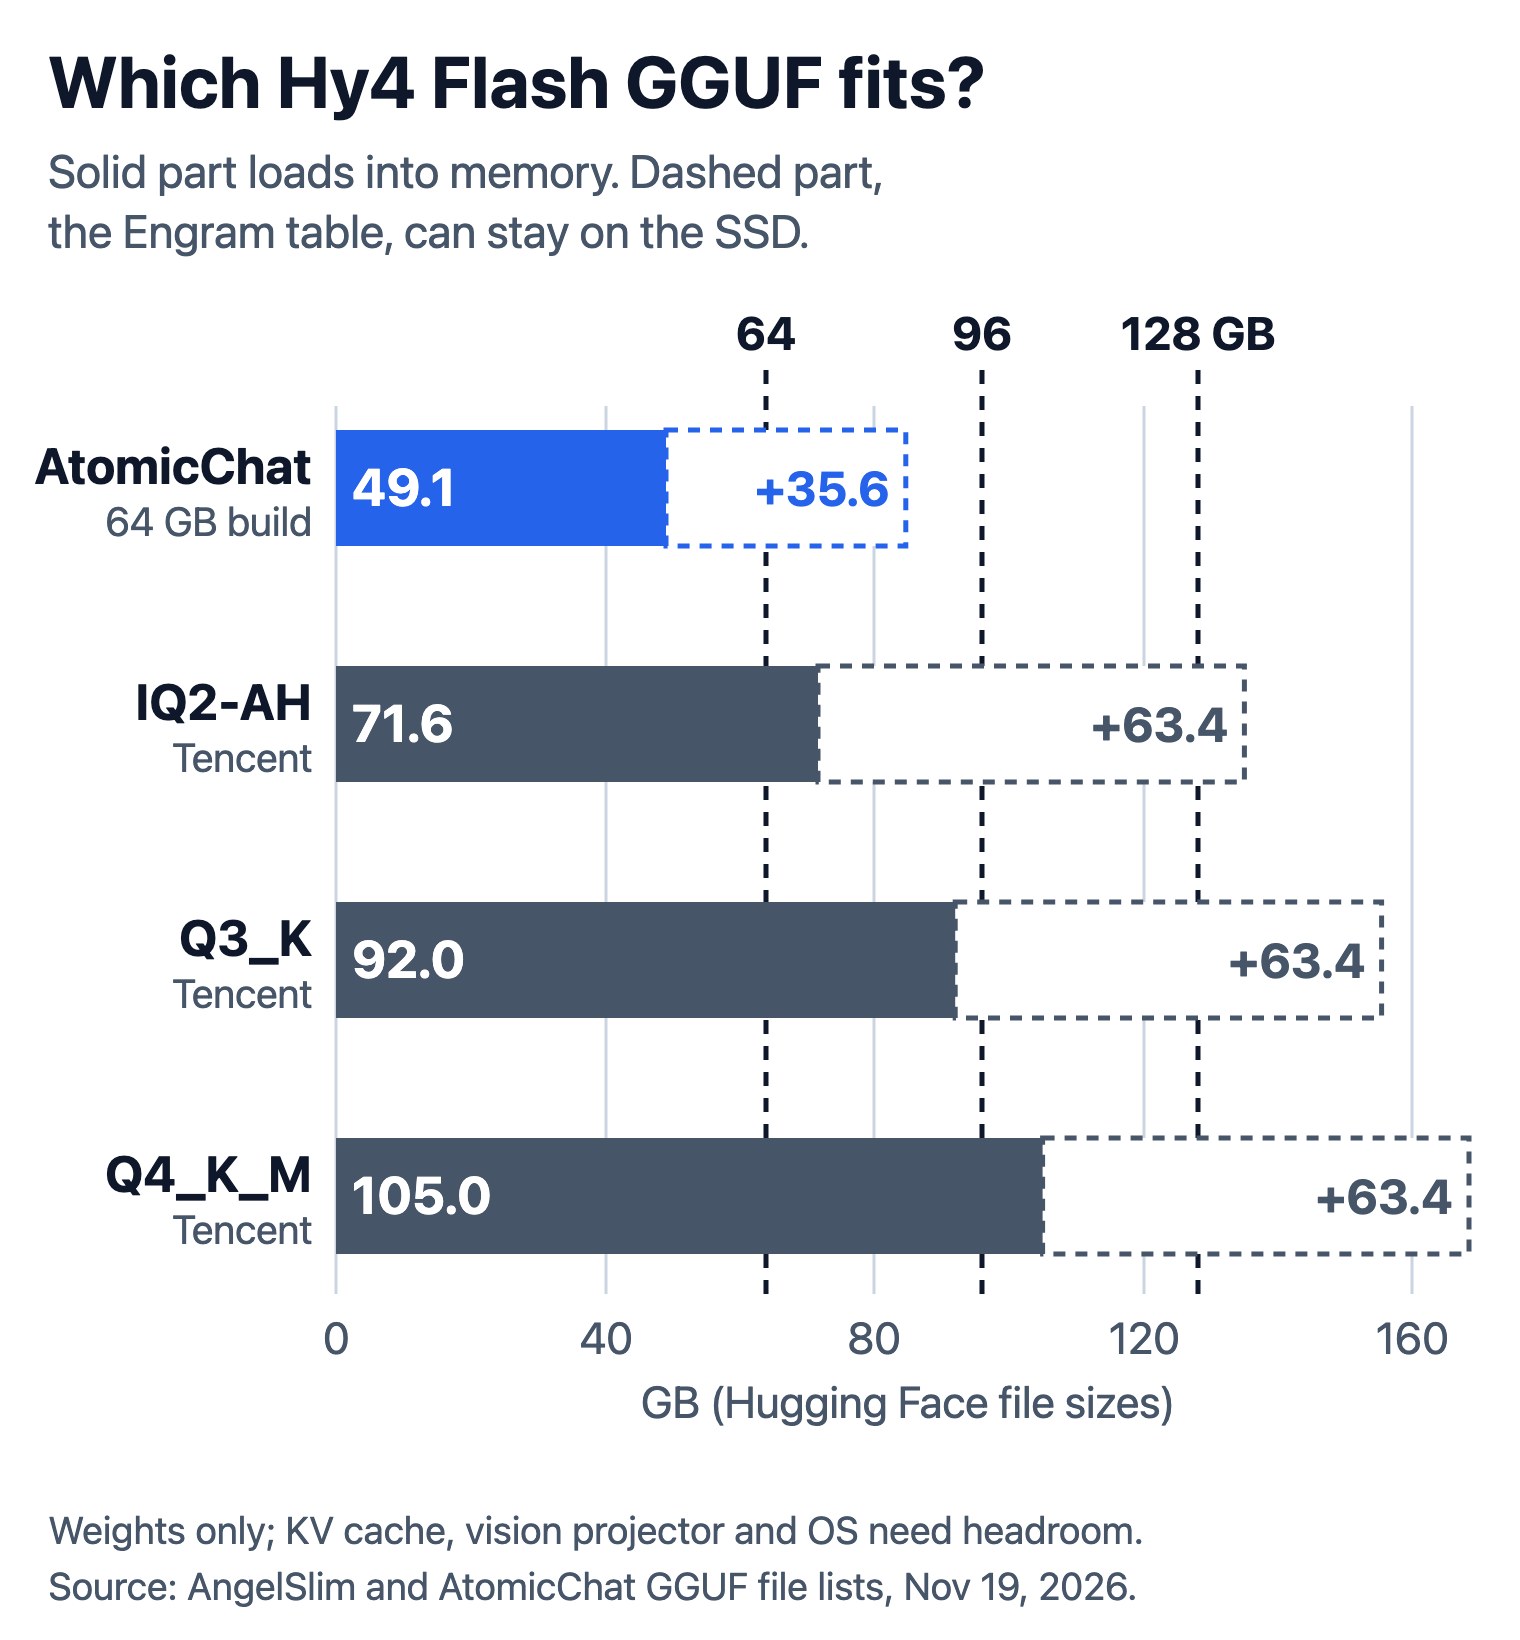 Which Hy4 Flash GGUF fits?
Solid part loads into memory. Dashed part,
the Engram table, can stay on the SSD.
64 96 128 GB
AtomicChat
64 GB build
49.1 +35.6
IQ2-AH
Tencent
71.6 +63.4
Q3_K
Tencent
92.0 +63.4
Q4_K_M
Tencent
105.0 +63.4
0 40 80 120 160
GB (Hugging Face file sizes)
Weights only; KV cache, vision projector and OS need headroom.
Source: AngelSlim and AtomicChat GGUF file lists, Nov 19, 2026.